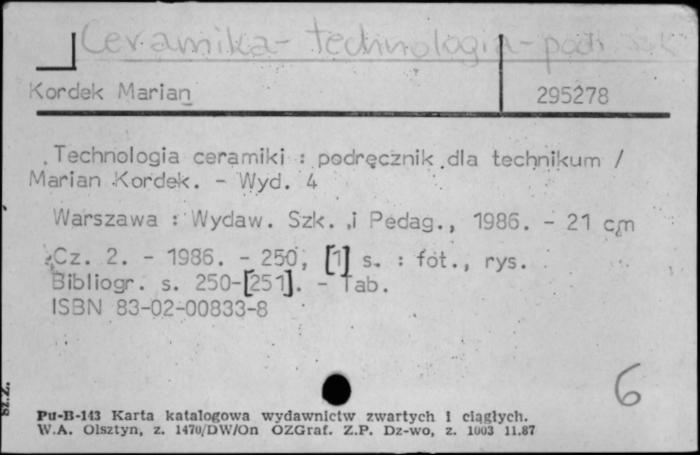 Ceramika - technologia - podr. szk
Kordek Marian
295278
Technologia ceramiki : podręcznik dla technikum /
Marian Kordek. - Wyd. 4
Warszawa : Wydaw. Szk. i Pedag., 1986. - 21 cm
Cz. 2. - 1986. - 250, [1] s. : fot., rys.
Bibliogr. s. 250-[251]. - Tab.
ISBN 83-02-00833-8
6
Sz.Z.
Pu-B-143 Karta katalogowa wydawnictw zwartych i ciągłych.
W.A. Olsztyn, z. 1470/DW/On OZGraf. Z.P. Dz-wo, z. 1003 11.87